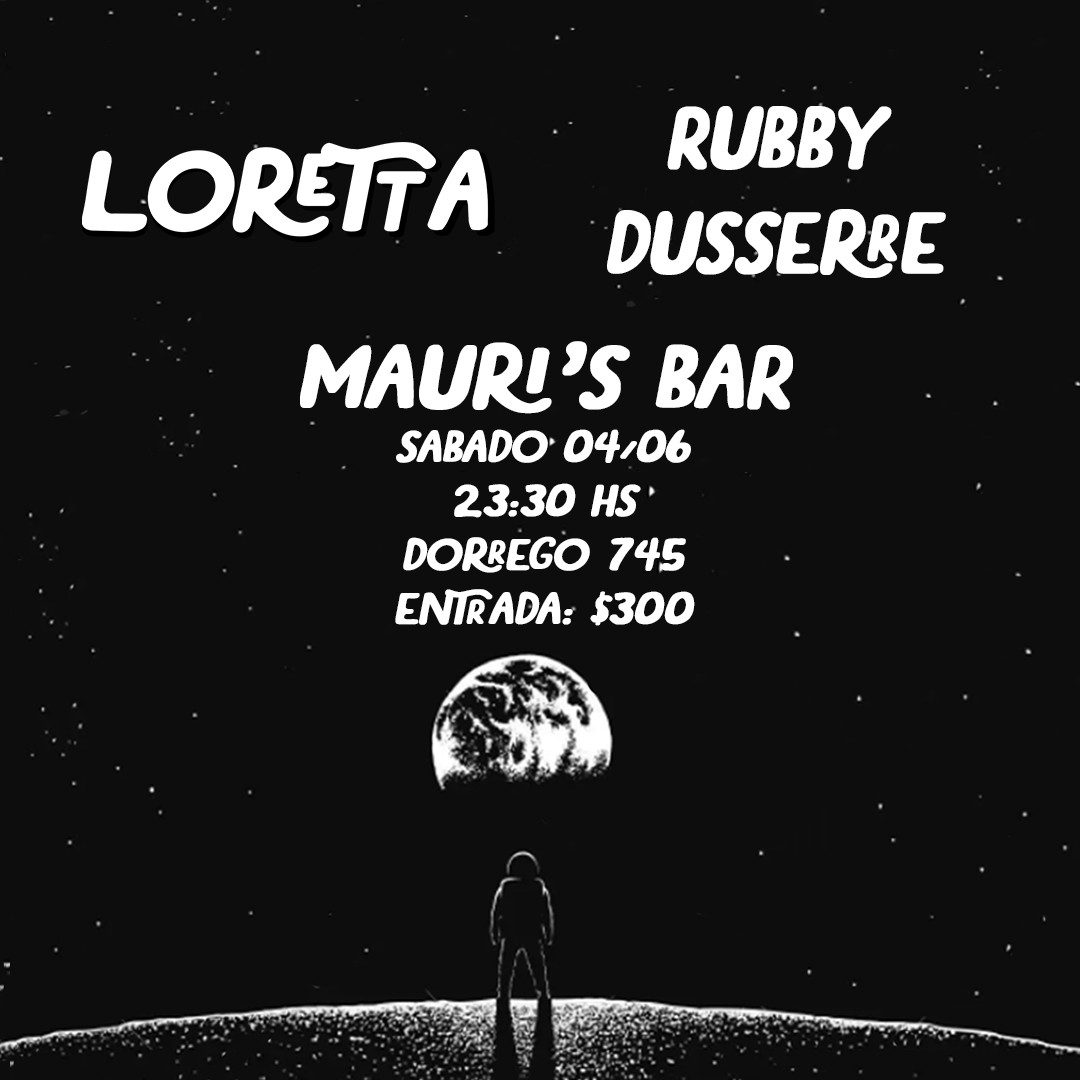 LORETTA
RUBBY
DUSSERRE
MAURI'S BAR
SABADO 04/06
23:30 HS
DORREGO 745
ENTRADA: $300